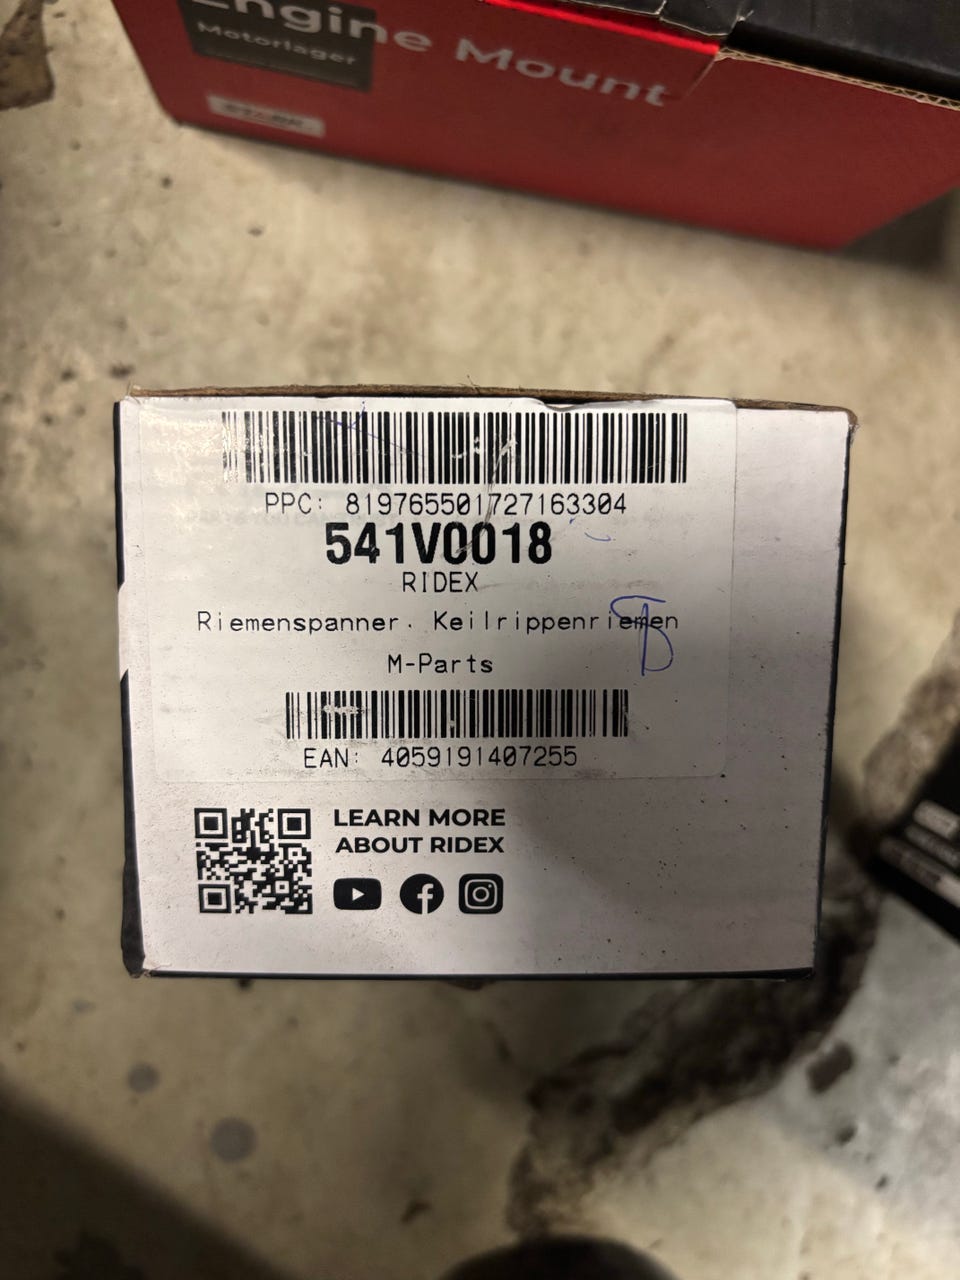 Engine Mount
Motorlager
PPC: 819765501727163304
541V0018
RIDEX
Riemenspanner. Keilrippenriemen
M-Parts
EAN: 4059191407255
LEARN MORE
ABOUT RIDEX